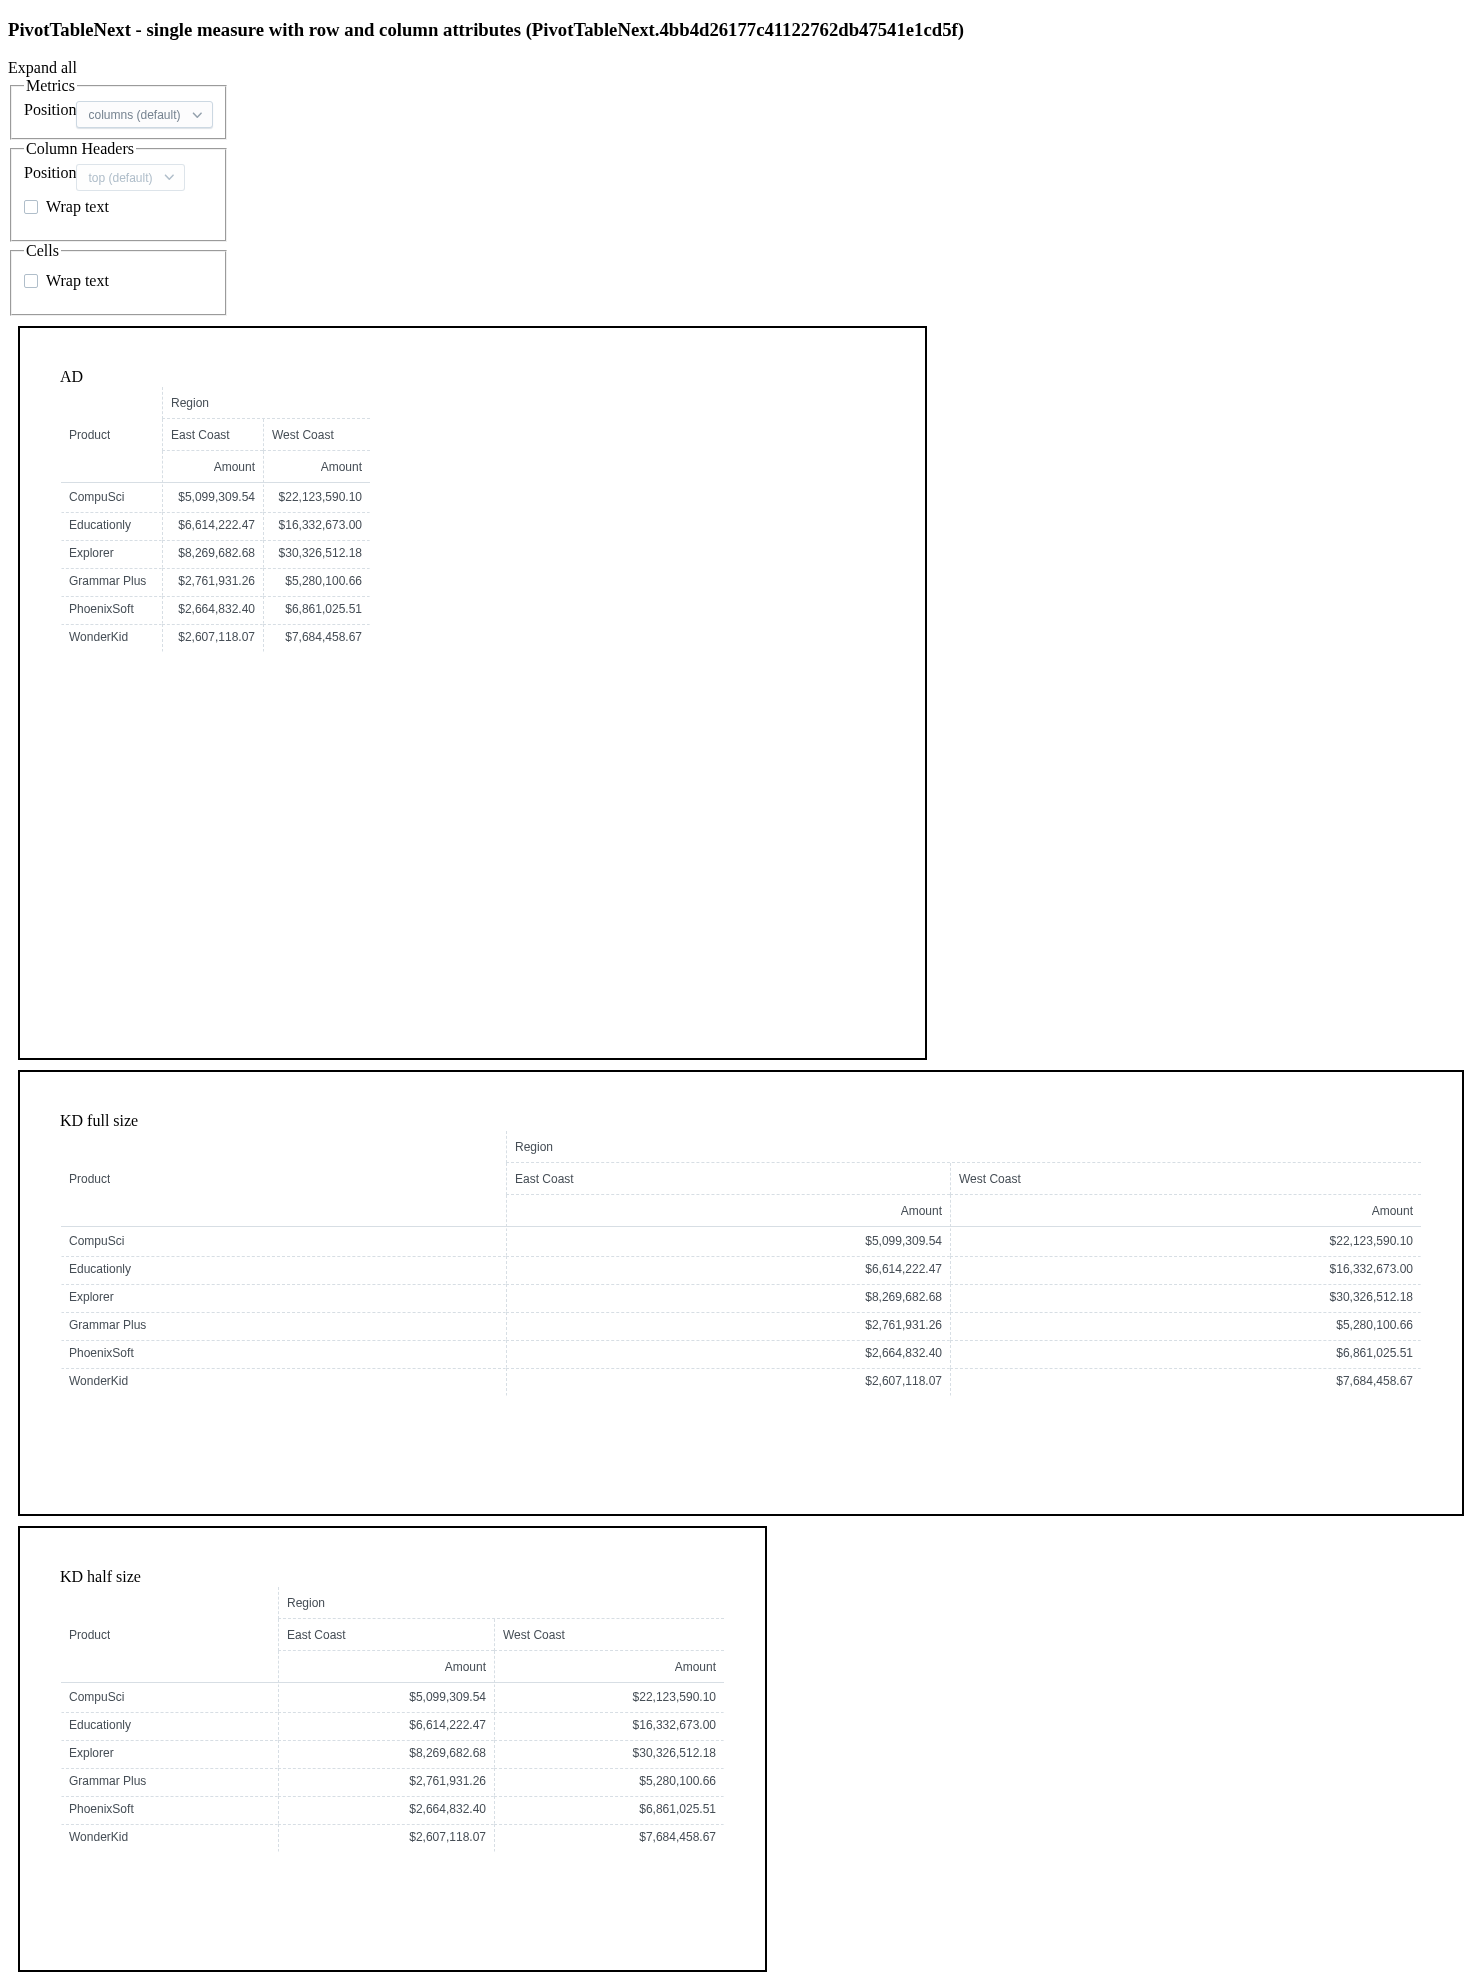 PivotTableNext - single measure with row and column attributes (PivotTableNext.4bb4d26177c41122762db47541e1cd5f)
Expand all
Metrics
Position columns (default)
Column Headers
Position top (default)
Wrap text
Cells
Wrap text
AD
Region
Product East Coast West Coast
Amount Amount
CompuSci $5,099,309.54 $22,123,590.10
Educationly $6,614,222.47 $16,332,673.00
Explorer $8,269,682.68 $30,326,512.18
Grammar Plus $2,761,931.26 $5,280,100.66
PhoenixSoft $2,664,832.40 $6,861,025.51
WonderKid $2,607,118.07 $7,684,458.67
KD full size
Region
Product East Coast West Coast
Amount Amount
CompuSci $5,099,309.54 $22,123,590.10
Educationly $6,614,222.47 $16,332,673.00
Explorer $8,269,682.68 $30,326,512.18
Grammar Plus $2,761,931.26 $5,280,100.66
PhoenixSoft $2,664,832.40 $6,861,025.51
WonderKid $2,607,118.07 $7,684,458.67
KD half size
Region
Product East Coast West Coast
Amount Amount
CompuSci $5,099,309.54 $22,123,590.10
Educationly $6,614,222.47 $16,332,673.00
Explorer $8,269,682.68 $30,326,512.18
Grammar Plus $2,761,931.26 $5,280,100.66
PhoenixSoft $2,664,832.40 $6,861,025.51
WonderKid $2,607,118.07 $7,684,458.67